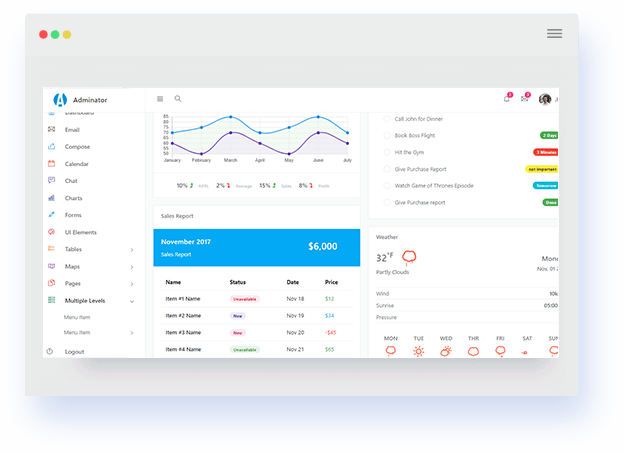 Adminator
3
3
J
Dashboard
Email
Compose
Calendar
Chat
Charts
Forms
UI Elements
Tables
Maps
Pages
Multiple Levels
Menu Item
Menu Item
Logout
85
80
75
70
65
60
55
50
January February March April May June July
10% APPL 2% Average 15% Sales 8% Profit
Sales Report
November 2017
Sales Report
$6,000
Name Status Date Price
Item #1 Name Unavailable Nov 18 $12
Item #2 Name New Nov 19 $34
Item #3 Name New Nov 20 -$45
Item #4 Name Unavailable Nov 21 $65
Call John for Dinner
Book Boss Flight 2 Days
Hit the Gym 3 Minutes
Give Purchase Report not important
Watch Game of Thrones Episode Tomorrow
Give Purchase report Done
Weather
32°F
Partly Clouds
Mond
Nov, 01 2
Wind 10k
Sunrise 05:00
Pressure
MON TUE WED THR FRI SAT SUN